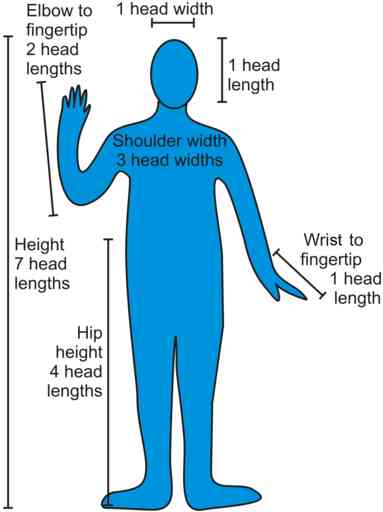 Elbow to
fingertip
2 head
lengths
1 head width
1 head
length
Shoulder width
3 head widths
Height
7 head
lengths
Wrist to
fingertip
1 head
length
Hip
height
4 head
lengths